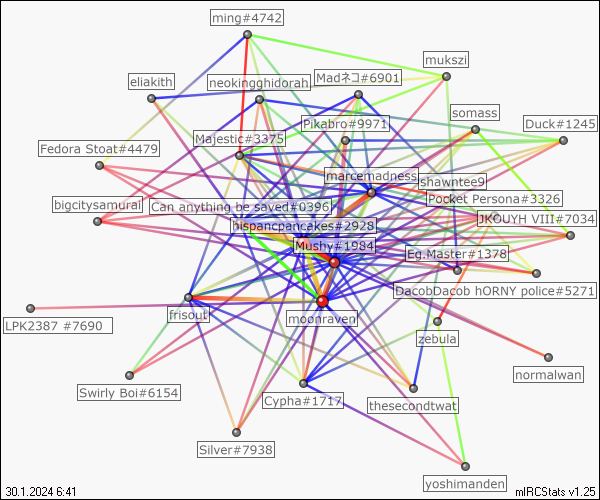 ming#4742
mukszi
eliakith
neokingghidorah
Madネコ#6901
somass
Duck#1245
Pikabro#9971
Fedora Stoat#4479
Majestic#3375
marcemadness
shawntee9
bigcitysamurai
Can anything be saved#0396
Pocket Persona#3326
hispancpancakes#2928
JKOUYH VIII#7034
Mushy#1984
Eg.Master#1378
DacobDacob hORNY police#5271
LPK2387 #7690
frisout
moonraven
zebula
normalwan
Swirly Boi#6154
Cypha#1717
thesecondtwat
Silver#7938
yoshimanden
30.1.2024 6:41
mIRCStats v1.25